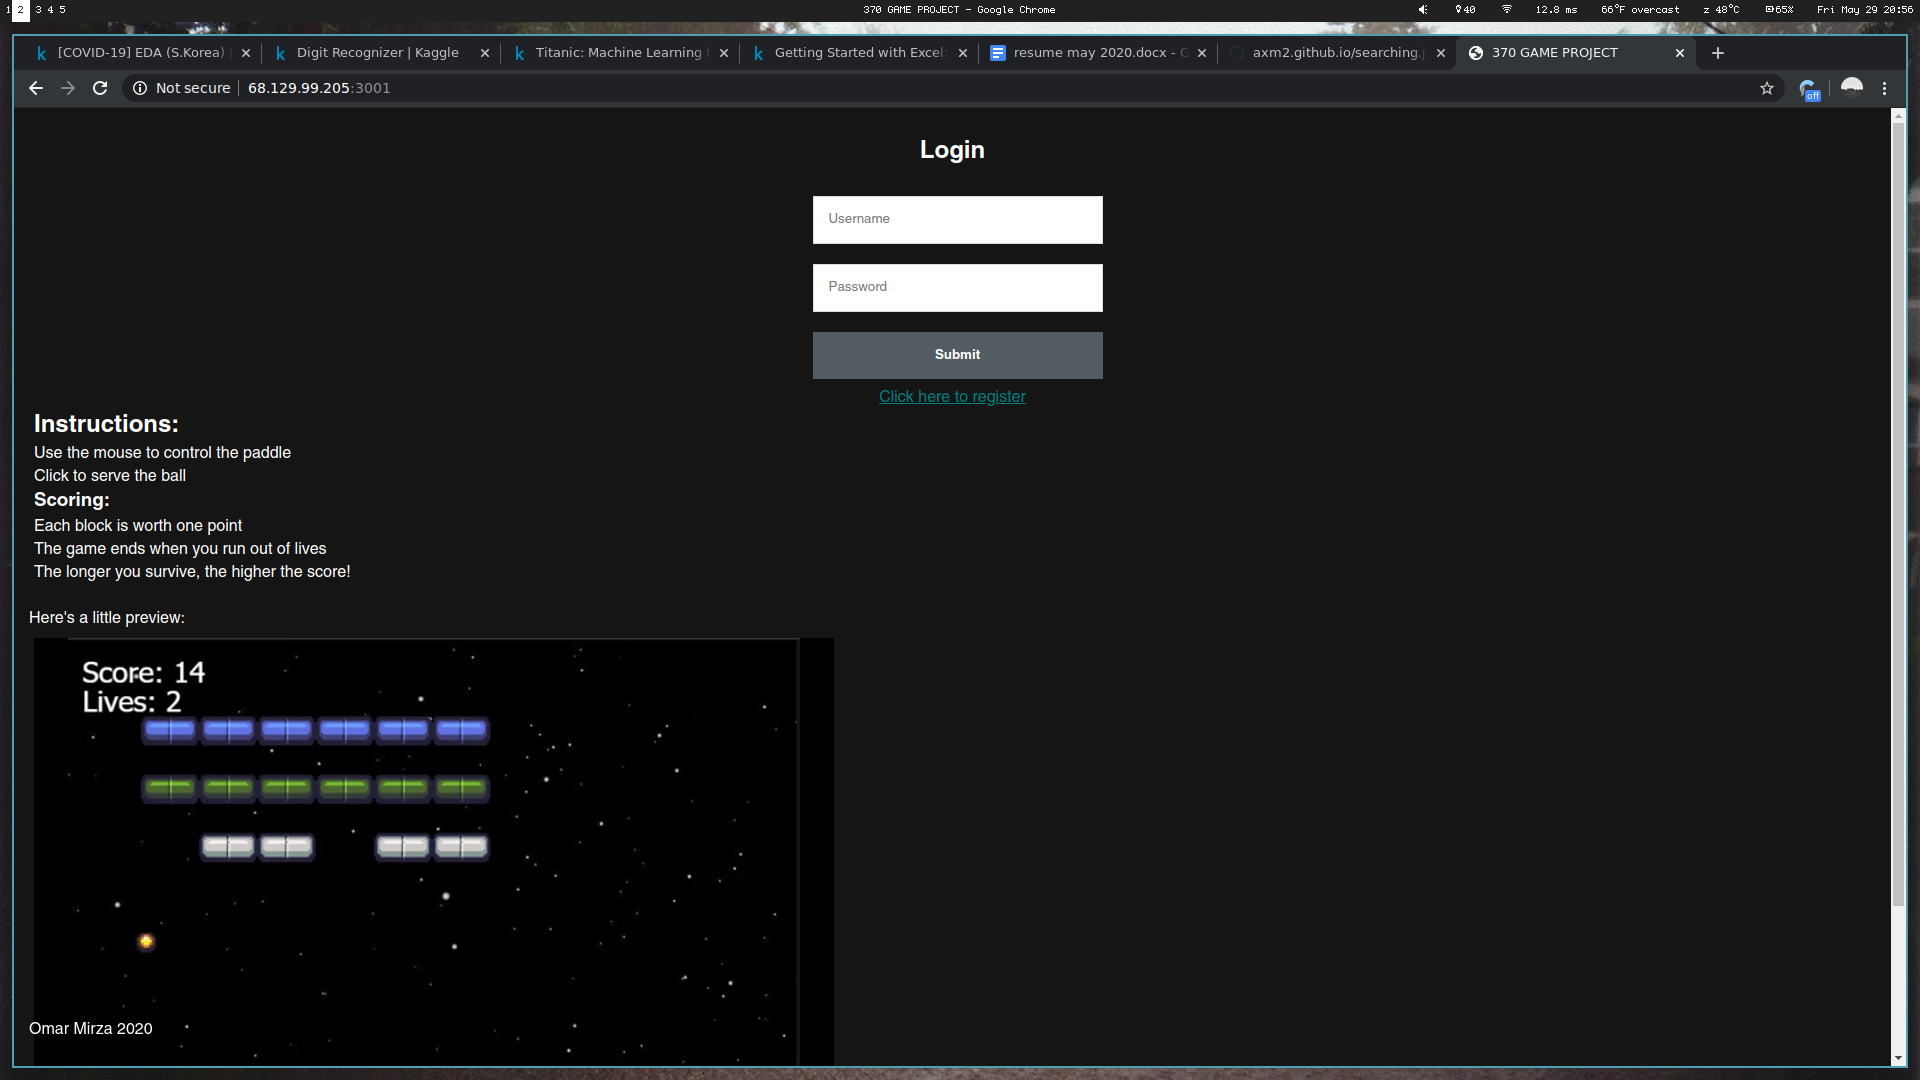 1 2 3 4 5
370 GAME PROJECT - Google Chrome
40
12.8 ms
66°F overcast
z 48°C
65%
Fri May 29 20:56
[COVID-19] EDA (S.Korea)
Digit Recognizer | Kaggle
Titanic: Machine Learning
Getting Started with Excel
resume may 2020.docx - G
axm2.github.io/searching.
370 GAME PROJECT
Not secure
68.129.99.205:3001
off
Login
Username
Password
Submit
Click here to register
Instructions:
Use the mouse to control the paddle
Click to serve the ball
Scoring:
Each block is worth one point
The game ends when you run out of lives
The longer you survive, the higher the score!
Here's a little preview:
Score: 14
Lives: 2
Omar Mirza 2020